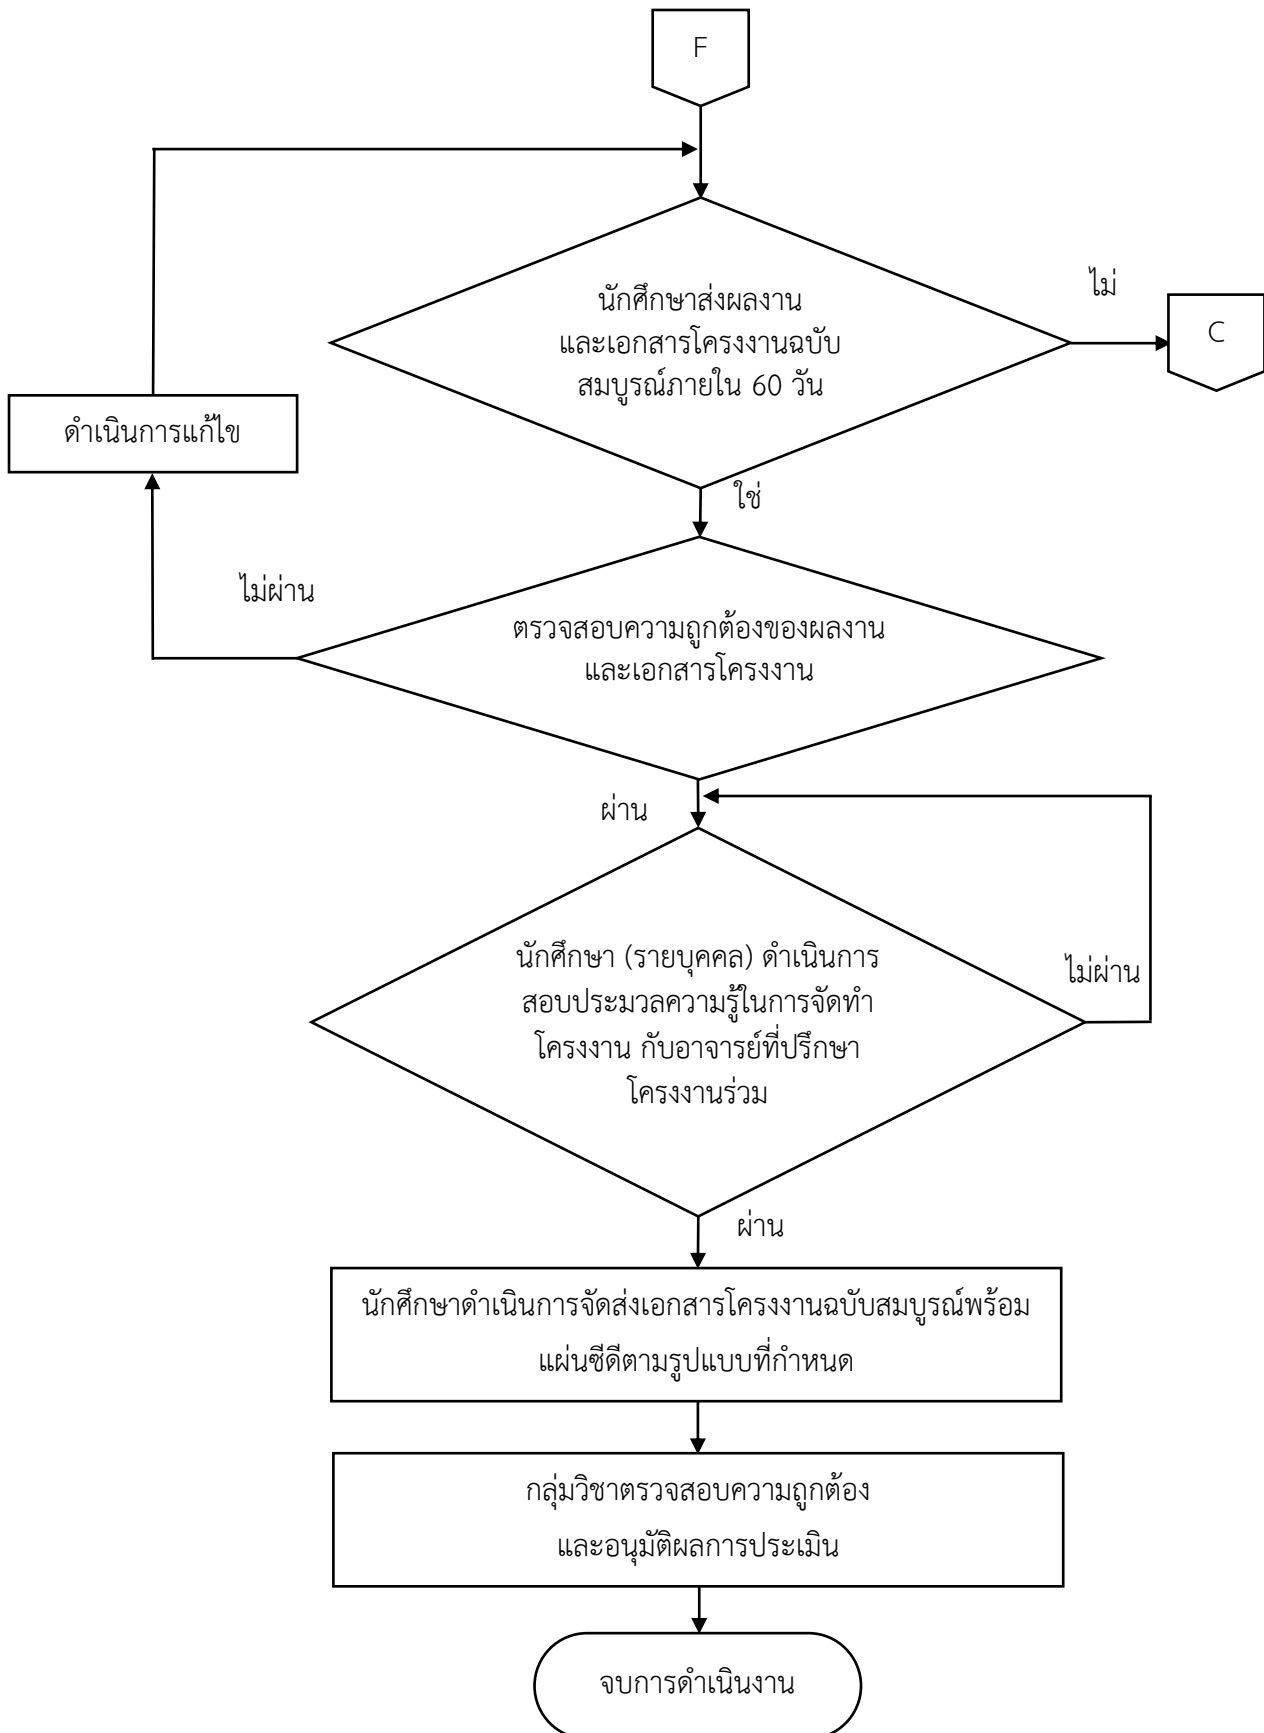 F
นักศึกษาส่งผลงาน
และเอกสารโครงงานฉบับ
สมบูรณ์ภายใน 60 วัน
ไม่
C
ดำเนินการแก้ไข
ใช่
ไม่ผ่าน
ตรวจสอบความถูกต้องของผลงาน
และเอกสารโครงงาน
ผ่าน
นักศึกษา (รายบุคคล) ดำเนินการ
สอบประมวลความรู้ในการจัดทำ
โครงงาน กับอาจารย์ที่ปรึกษา
โครงงานร่วม
ไม่ผ่าน
ผ่าน
นักศึกษาดำเนินการจัดส่งเอกสารโครงงานฉบับสมบูรณ์พร้อม
แผ่นซีดีตามรูปแบบที่กำหนด
กลุ่มวิชาตรวจสอบความถูกต้อง
และอนุมัติผลการประเมิน
จบการดำเนินงาน